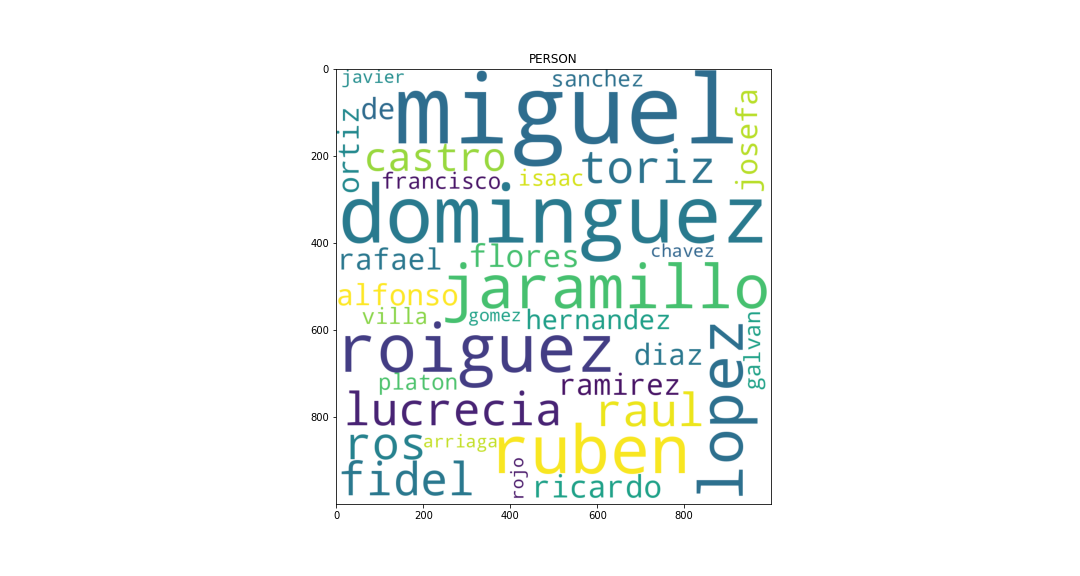 PERSON
0
200
400
600
800
javier
sanchez
miguel
de
josefa
ortiz
castro
toriz
francisco
isaac
dominguez
rafael
flores
chavez
jaramillo
alfonso
villa
gomez
hernandez
galvan
roiguez
diaz
lopez
platon
ramirez
lucrecia
raul
ros
arriaga
ruben
fidel
rojo
ricardo
0
200
400
600
800